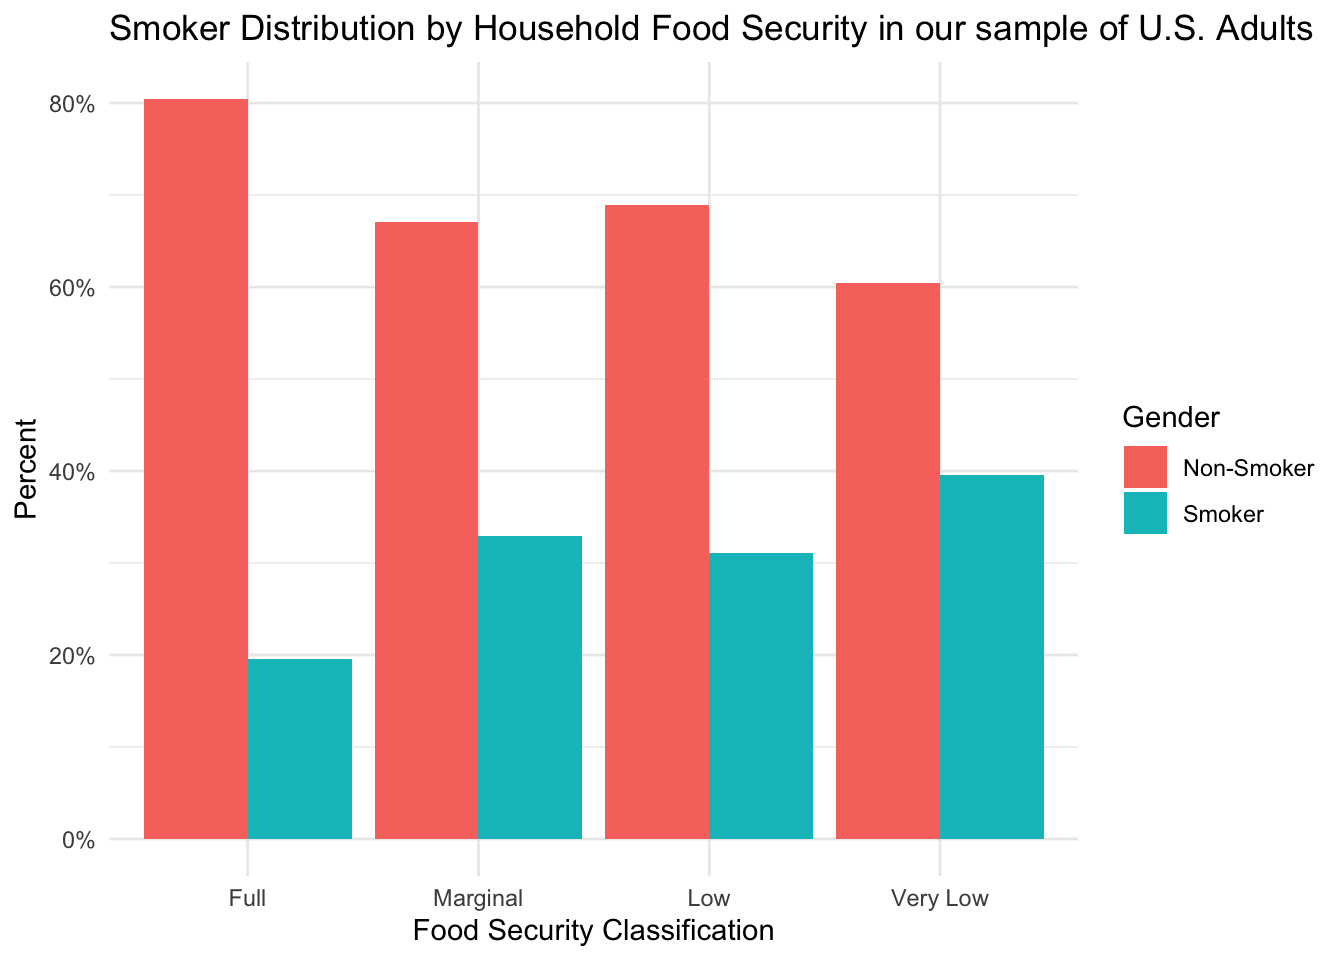 Smoker Distribution by Household Food Security in our sample of U.S. Adults
80%
60%
40%
20%
0%
Percent
Full
Marginal
Low
Very Low
Food Security Classification
Gender
Non-Smoker
Smoker